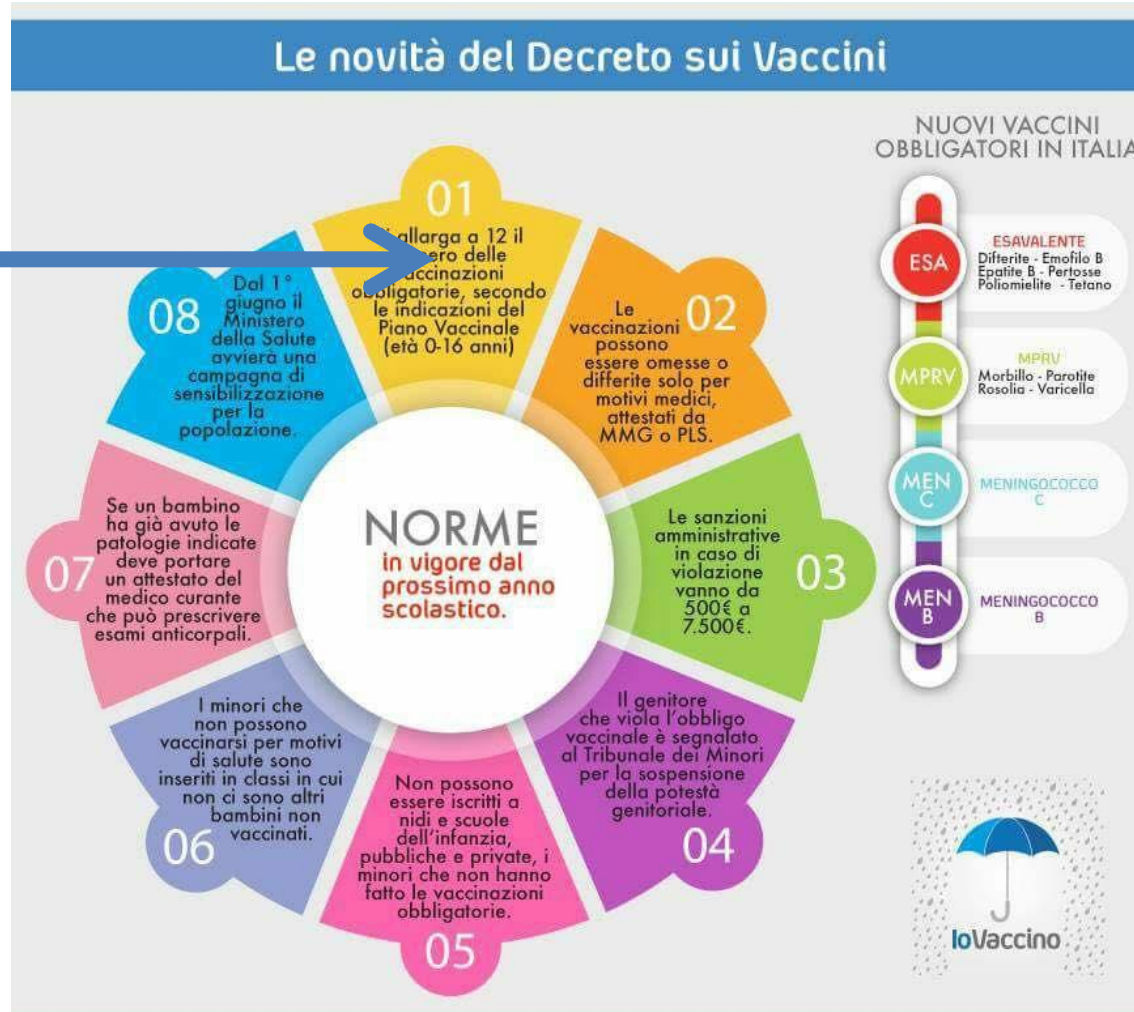 Le novità del Decreto sui Vaccini
01
allarga a 12 il
delle
vaccinazioni
obbligatorie, secondo
le indicazioni del
Piano Vaccinale
(età 0-16 anni)
02
Le
vaccinazioni
possono
essere omesse o
differite solo per
motivi medici,
attestati da
MMG o PLS.
03
Le sanzioni
amministrative
in caso di
violazione
vanno da
500€ a
7.500€.
Il genitore
che viola l'obbligo
vaccinale è segnalato
al Tribunale dei Minori
per la sospensione
della potestà
genitoriale.
04
Non possono
essere iscritti a
nidi e scuole
dell'infanzia,
pubbliche e private, i
minori che non hanno
fatto le vaccinazioni
obbligatorie.
05
I minori che
non possono
vaccinarsi per motivi
di salute sono
inseriti in classi in cui
non ci sono altri
bambini non
vaccinati.
06
07
Se un bambino
ha già avuto le
patologie indicate
deve portare
un attestato del
medico curante
che può prescrivere
esami anticorpali.
08
Dal 1°
giugno il
Ministero
della Salute
avvierà una
campagna di
sensibilizzazione
per la
popolazione.
NORME
in vigore dal
prossimo anno
scolastico.
NUOVI VACCINI
OBBLIGATORI IN ITALIA
ESA
ESAVALENTE
Difterite - Emofilo B
Epatite B - Pertosse
Poliomielite - Tetano
MPRV
MPRV
Morbillo - Parotite
Rosolia - Varicella
MEN
C
MENINGOCOCCO
C
MEN
B
MENINGOCOCCO
B
IoVaccino